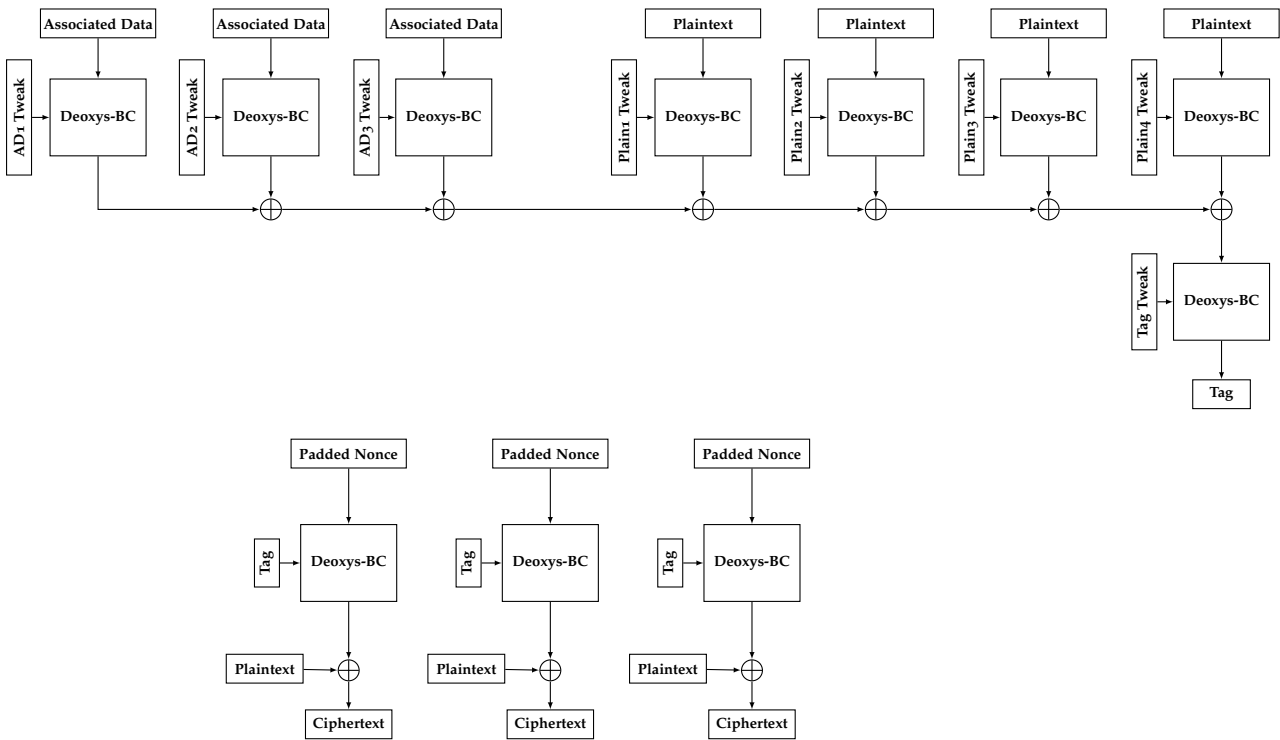 Associated Data
Associated Data
Associated Data
Plaintext
Plaintext
Plaintext
Plaintext
AD1 Tweak
Deoxys-BC
AD2 Tweak
Deoxys-BC
AD3 Tweak
Deoxys-BC
Plain1 Tweak
Deoxys-BC
Plain2 Tweak
Deoxys-BC
Plain3 Tweak
Deoxys-BC
Plain4 Tweak
Deoxys-BC
Tag Tweak
Deoxys-BC
Tag
Padded Nonce
Padded Nonce
Padded Nonce
Tag
Deoxys-BC
Tag
Deoxys-BC
Tag
Deoxys-BC
Plaintext
Plaintext
Plaintext
Ciphertext
Ciphertext
Ciphertext